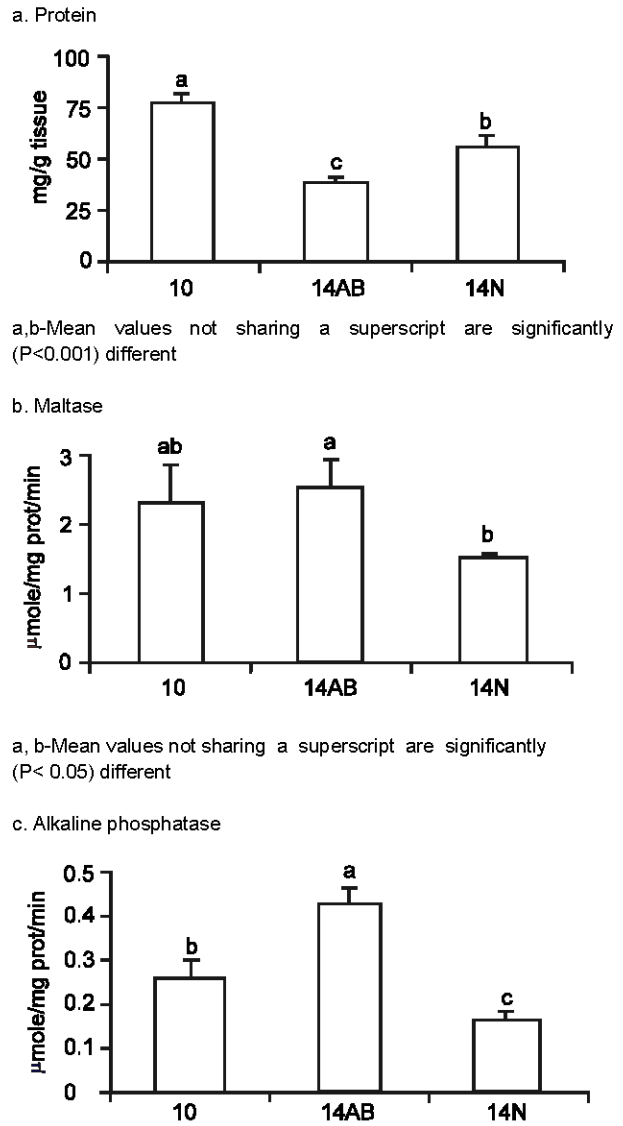 a. Protein
100
75
50
25
0
mg/g tissue
a
c
b
10 14AB 14N
a,b-Mean values not sharing a superscript are significantly
(P<0.001) different
b. Maltase
3
2
1
0
µmole/mg prot/min
ab
a
b
10 14AB 14N
a, b-Mean values not sharing a superscript are significantly
(P< 0.05) different
c. Alkaline phosphatase
0.5
0.4
0.3
0.2
0.1
0
µmole/mg prot/min
b
a
c
10 14AB 14N